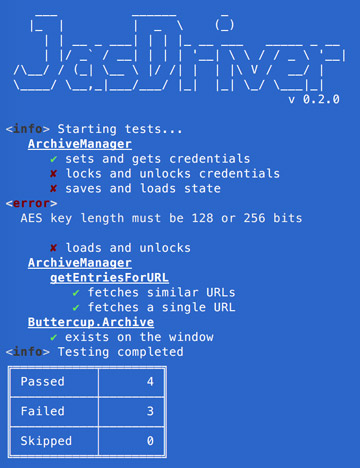 JasDriver
v 0.2.0
<info> Starting tests...
ArchiveManager
✔ sets and gets credentials
✘ locks and unlocks credentials
✘ saves and loads state
<error>
AES key length must be 128 or 256 bits
✘ loads and unlocks
ArchiveManager
getEntriesForURL
✔ fetches similar URLs
✔ fetches a single URL
Buttercup.Archive
✔ exists on the window
<info> Testing completed
Passed 4
Failed 3
Skipped 0